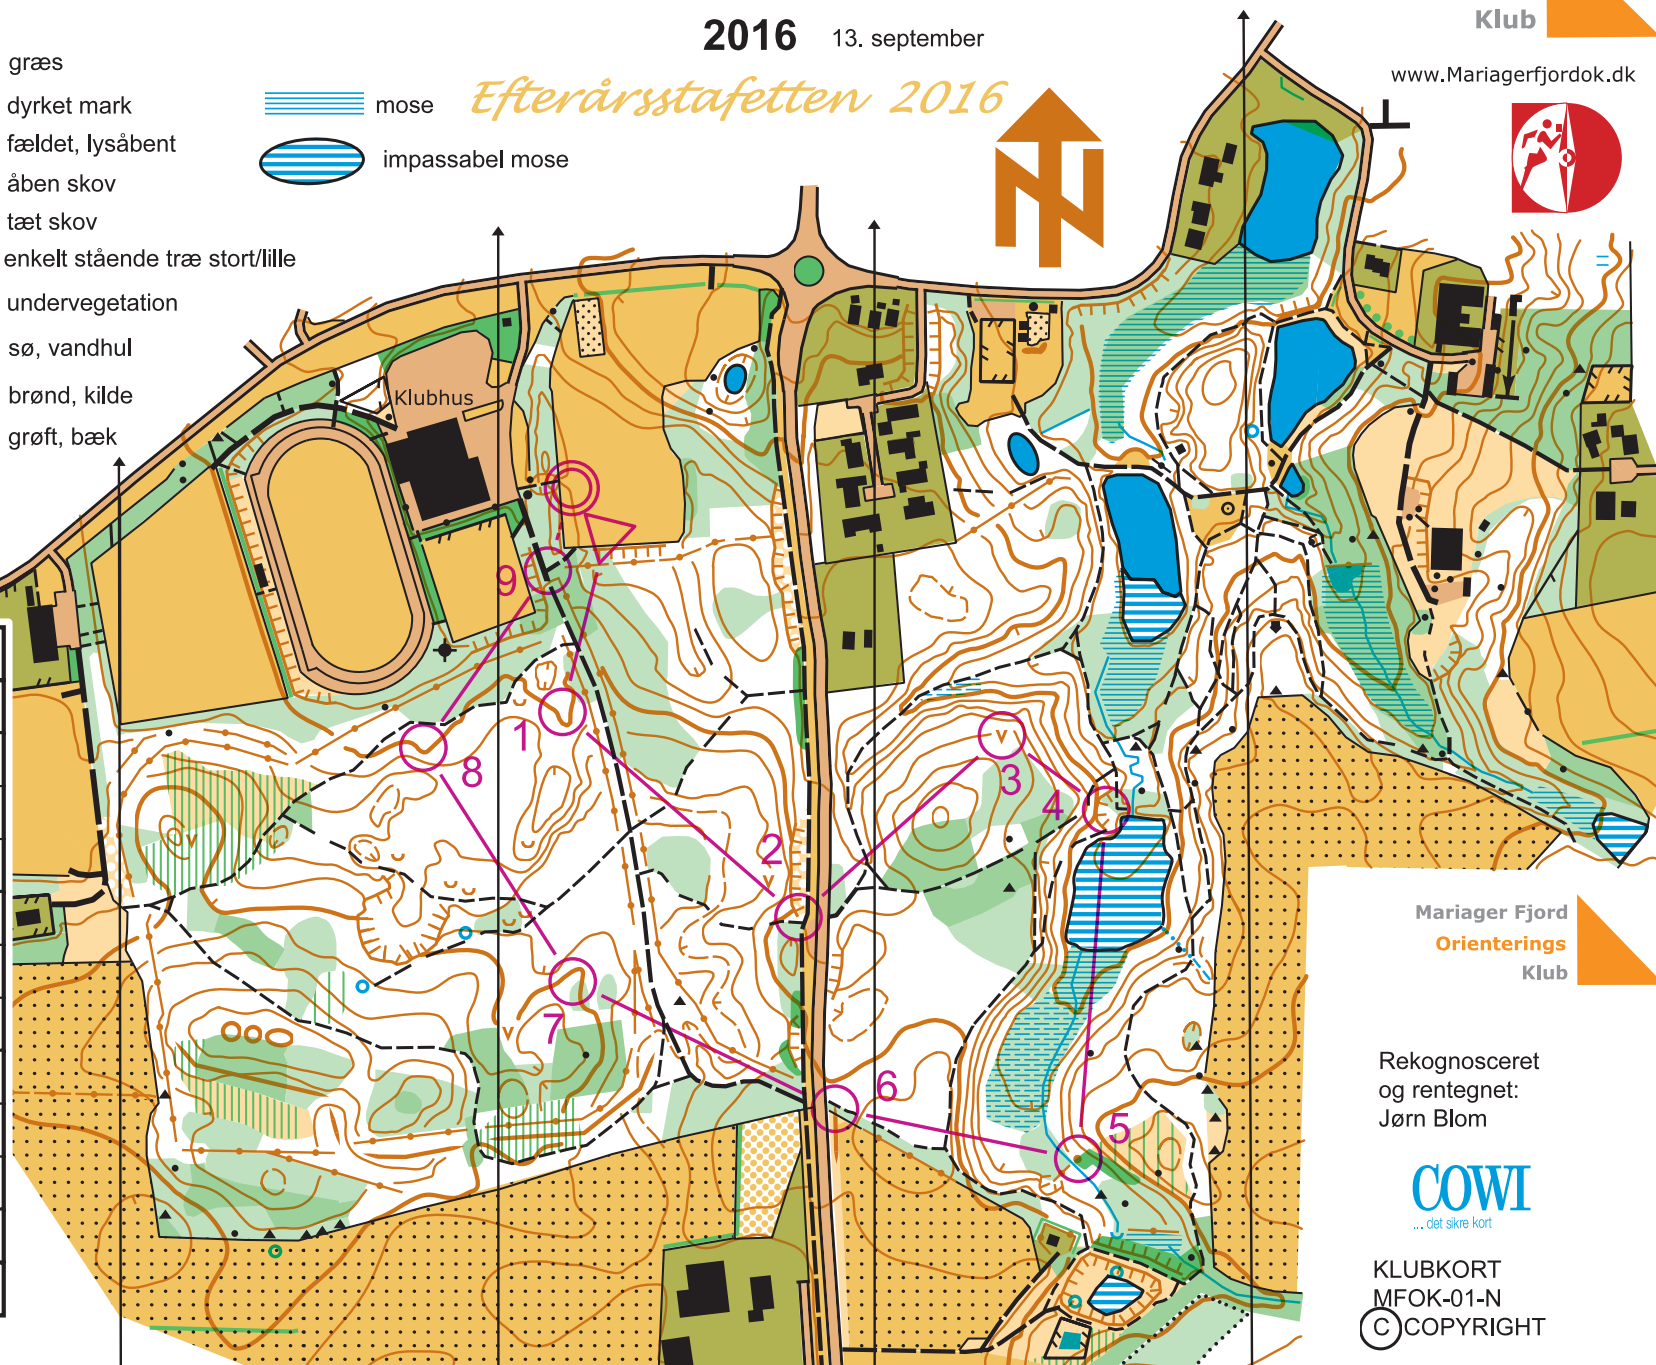 2016 13. september
Efterårsstafetten 2016
Klub
www.Mariagerfjordok.dk
græs
dyrket mark
fældet, lysåbent
åben skov
tæt skov
enkelt stående træ stort/lille
undervegetation
sø, vandhul
brønd, kilde
grøft, bæk
mose
impassabel mose
N
Klubhus
9
1
8
2
3
4
7
6
5
Mariager Fjord
Orienterings
Klub
Rekognosceret
og rentegnet:
Jørn Blom
COWI
... det sikre kort
KLUBKORT
MFOK-01-N
©COPYRIGHT